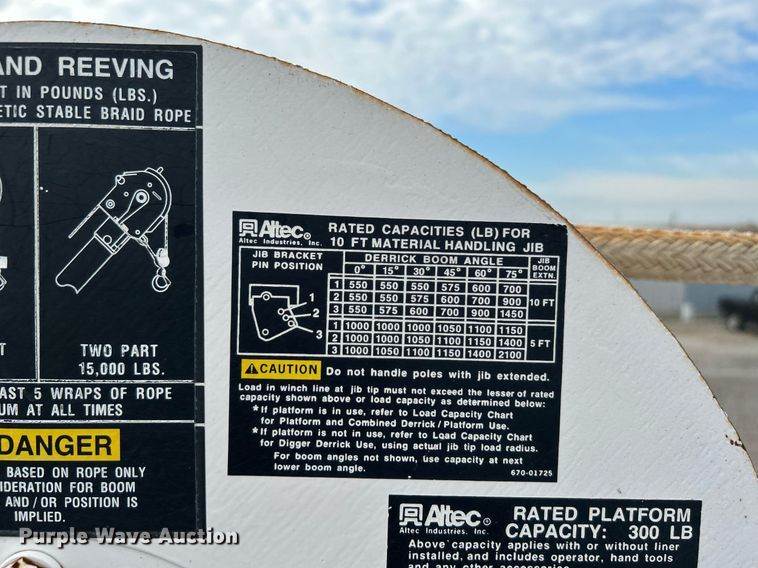 AND REEVING
T IN POUNDS (LBS.)
ETIC STABLE BRAID ROPE
TWO PART
15,000 LBS.
AST 5 WRAPS OF ROPE
UM AT ALL TIMES
DANGER
BASED ON ROPE ONLY
IDERATION FOR BOOM
AND/OR POSITION IS
IMPLIED.
Altec®
Altec Industries, Inc.
RATED CAPACITIES (LB) FOR
10 FT MATERIAL HANDLING JIB
JIB BRACKET
PIN POSITION
1
2
3
DERRICK BOOM ANGLE
JIB
BOOM
EXTN.
0° 15° 30° 45° 60° 75°
1 550 550 550 575 600 700
2 550 550 575 600 700 900
3 550 575 600 700 900 1450
10 FT
1 1000 1000 1000 1050 1100 1150
2 1000 1000 1050 1100 1150 1400
3 1000 1050 1100 1150 1400 2100
5 FT
CAUTION Do not handle poles with jib extended.
Load in winch line at jib tip must not exceed the lesser of rated
capacity shown above or load capacity as determined below:
* If platform is in use, refer to Load Capacity Chart
for Platform and Combined Derrick/Platform Use.
* If platform is not in use, refer to Load Capacity Chart
for Digger Derrick Use, using actual jib tip load radius.
For boom angles not shown, use capacity at next
lower boom angle.
670-01725
Altec®
Altec Industries, Inc.
RATED PLATFORM
CAPACITY: 300 LB
Above capacity applies with or without liner
installed, and includes operator, hand tools
and any other accessories
Purple Wave Auction